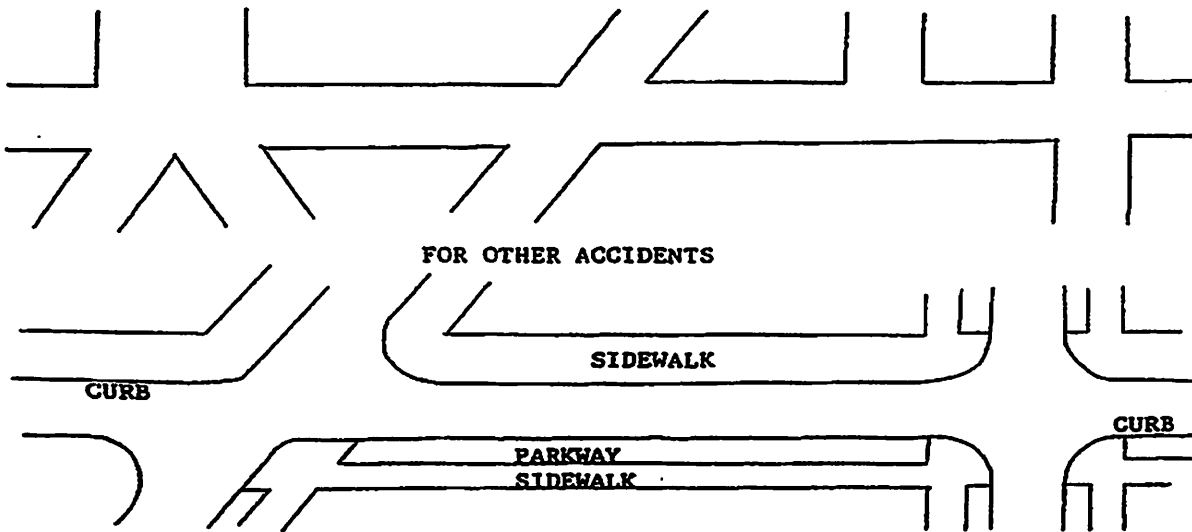 FOR OTHER ACCIDENTS
SIDEWALK
CURB
CURB
PARKWAY
SIDEWALK